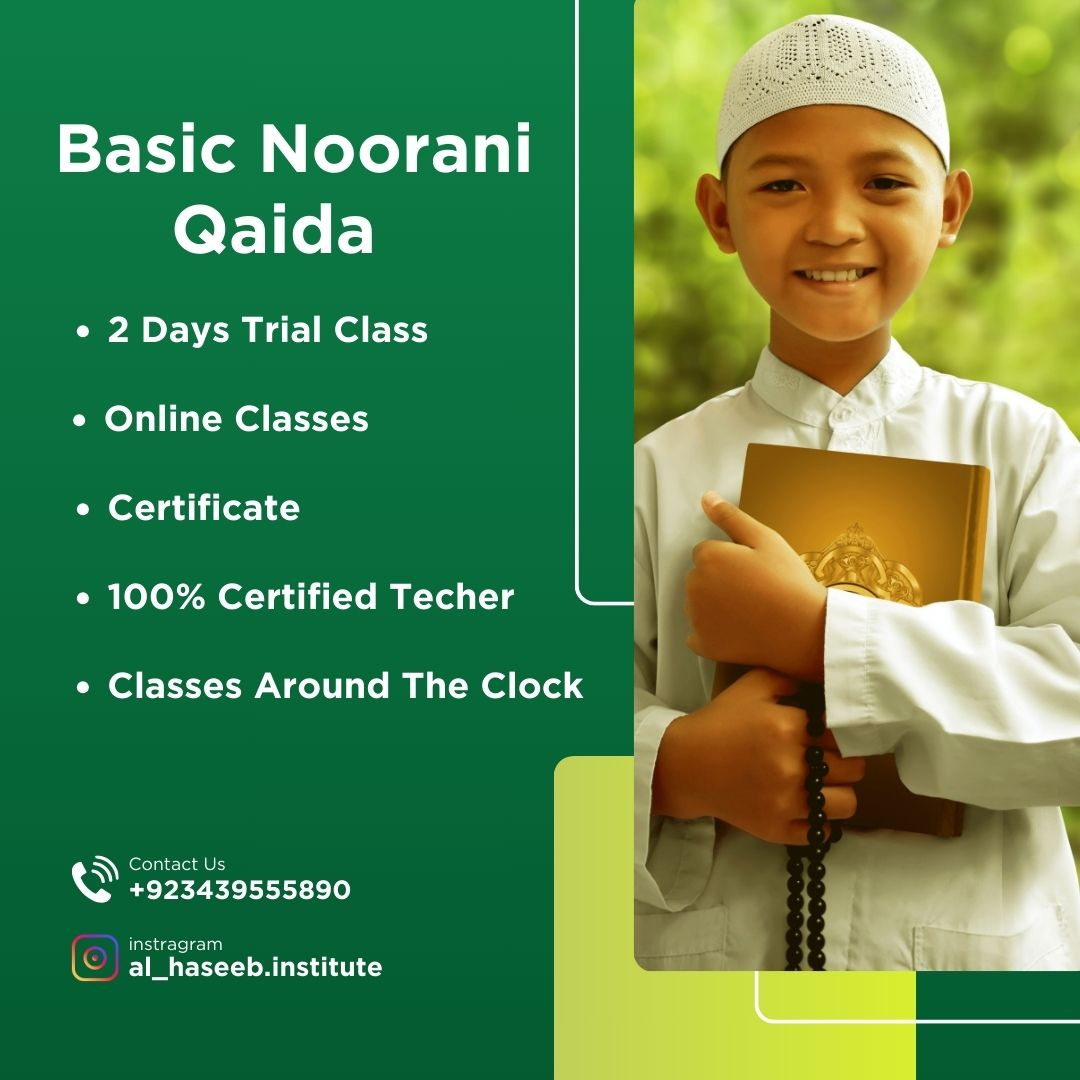 Basic Noorani
Qaida
• 2 Days Trial Class
• Online Classes
• Certificate
• 100% Certified Techer
• Classes Around The Clock
Contact Us
+923439555890
instragram
al_haseeb.institute